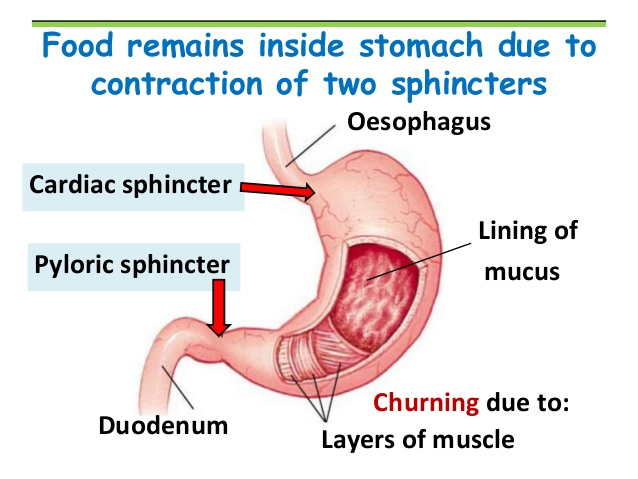 Food remains inside stomach due to
contraction of two sphincters
Oesophagus
Cardiac sphincter
Lining of
mucus
Pyloric sphincter
Churning due to:
Duodenum
Layers of muscle